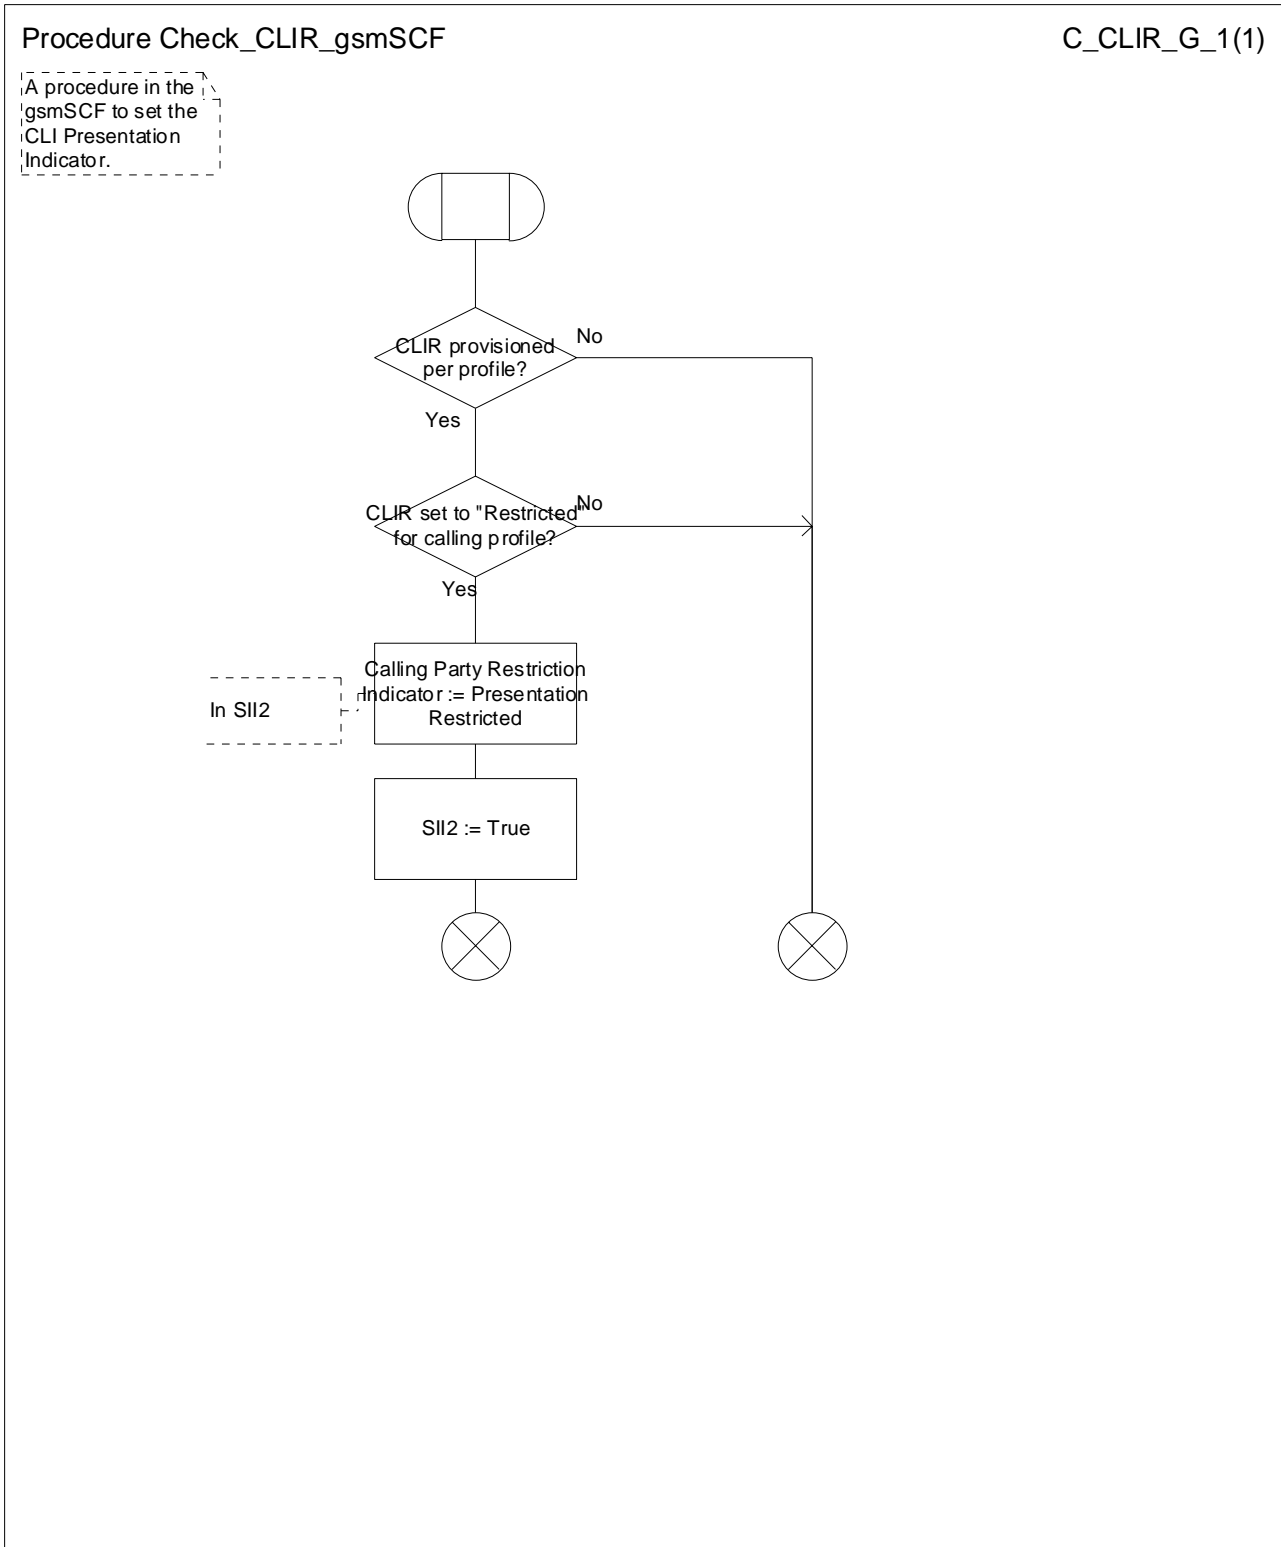 Procedure Check_CLIR_gsmSCF
C_CLIR_G_1(1)
A procedure in the
gsmSCF to set the
CLI Presentation
Indicator.
CLIR provisioned
per profile?
No
Yes
CLIR set to "Restricted"
for calling profile?
No
Yes
Calling Party Restriction
Indicator := Presentation
Restricted
In SII2
SII2 := True